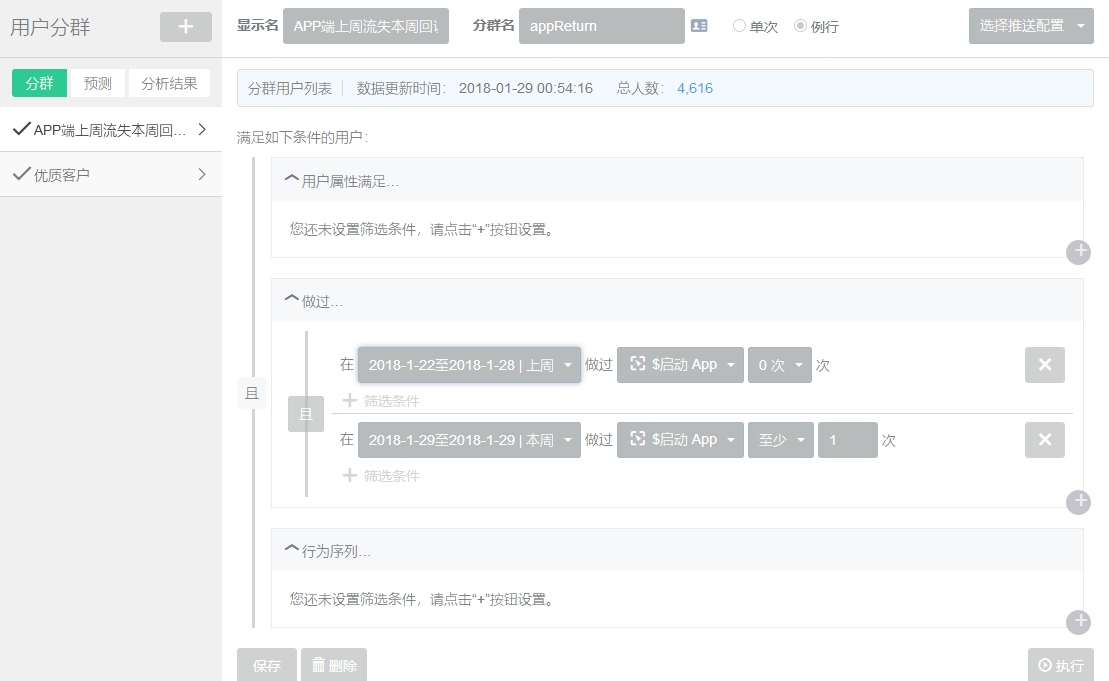 用户分群
显示名 APP端上周流失本周回访 分群名 appReturn 单次 例行 选择推送配置
分群 预测 分析结果
APP端上周流失本周回...
优质客户
分群用户列表 数据更新时间: 2018-01-29 00:54:16 总人数: 4,616
满足如下条件的用户:
用户属性满足...
您还未设置筛选条件，请点击"+"按钮设置。
做过...
且
且
在 2018-1-22至2018-1-28 | 上周 做过 $启动 App 0 次 次
筛选条件
在 2018-1-29至2018-1-29 | 本周 做过 $启动 App 至少 1 次
筛选条件
行为序列...
您还未设置筛选条件，请点击"+"按钮设置。
保存 删除 执行